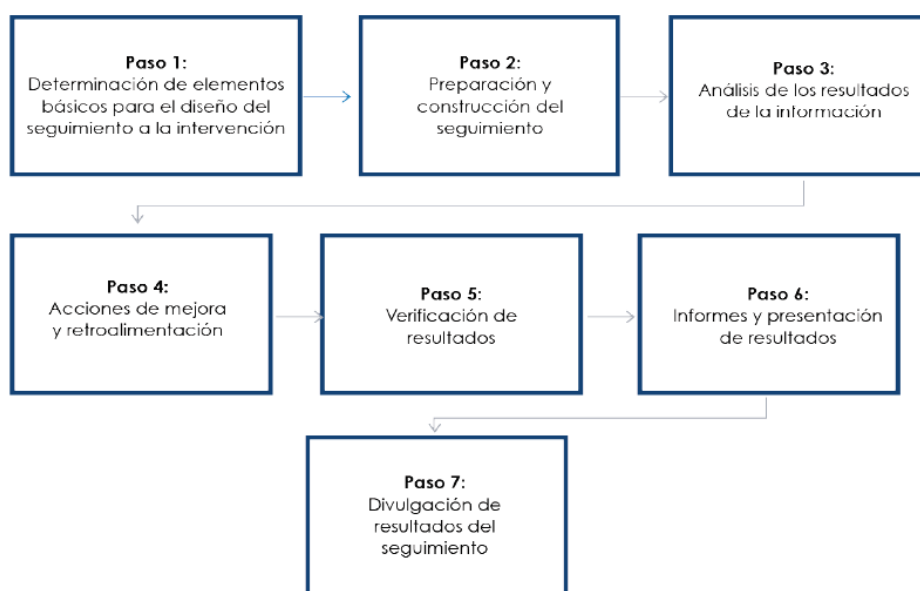 Paso 1:
Determinación de elementos
básicos para el diseño del
seguimiento a la intervención
Paso 2:
Preparación y
construcción del
seguimiento
Paso 3:
Análisis de los resultados
de la información
Paso 4:
Acciones de mejora
y retroalimentación
Paso 5:
Verificación de
resultados
Paso 6:
Informes y presentación
de resultados
Paso 7:
Divulgación de
resultados del
seguimiento